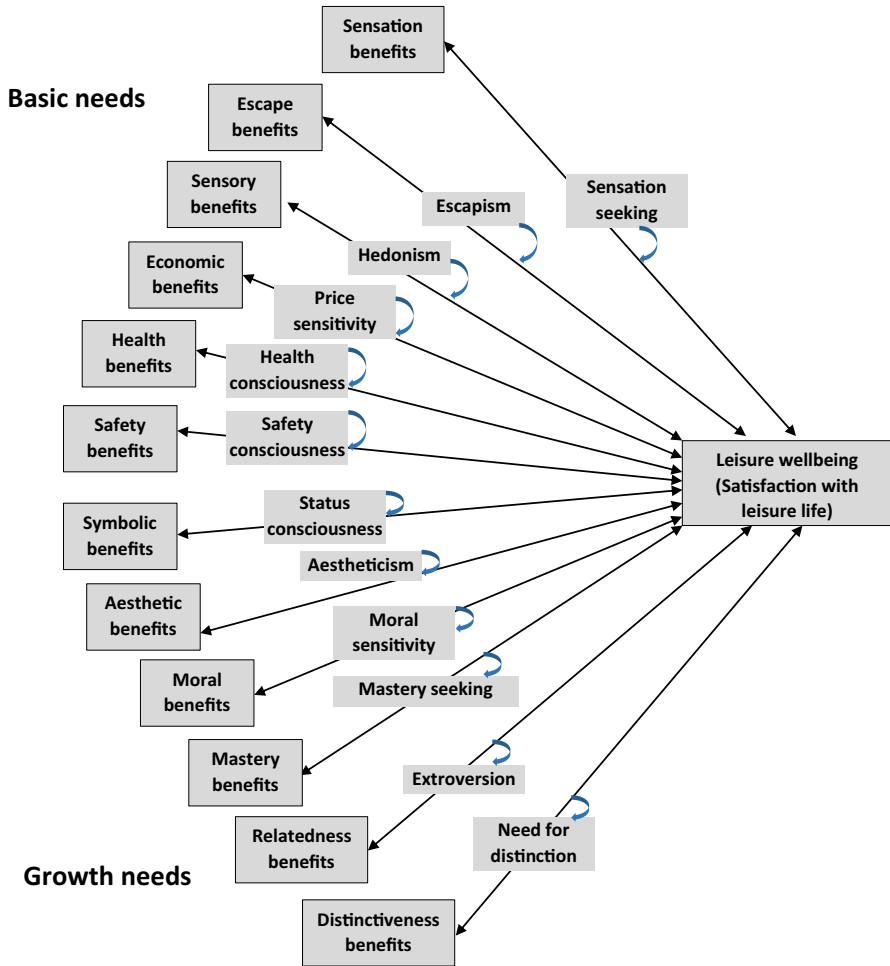 Sensation
benefits
Basic needs
Escape
benefits
Sensory
benefits
Escapism
Sensation
seeking
Economic
benefits
Hedonism
Price
sensitivity
Health
benefits
Health
consciousness
Safety
benefits
Safety
consciousness
Leisure wellbeing
(Satisfaction with
leisure life)
Symbolic
benefits
Status
consciousness
Aestheticism
Aesthetic
benefits
Moral
sensitivity
Moral
benefits
Mastery seeking
Mastery
benefits
Extroversion
Relatedness
benefits
Need for
distinction
Growth needs
Distinctiveness
benefits